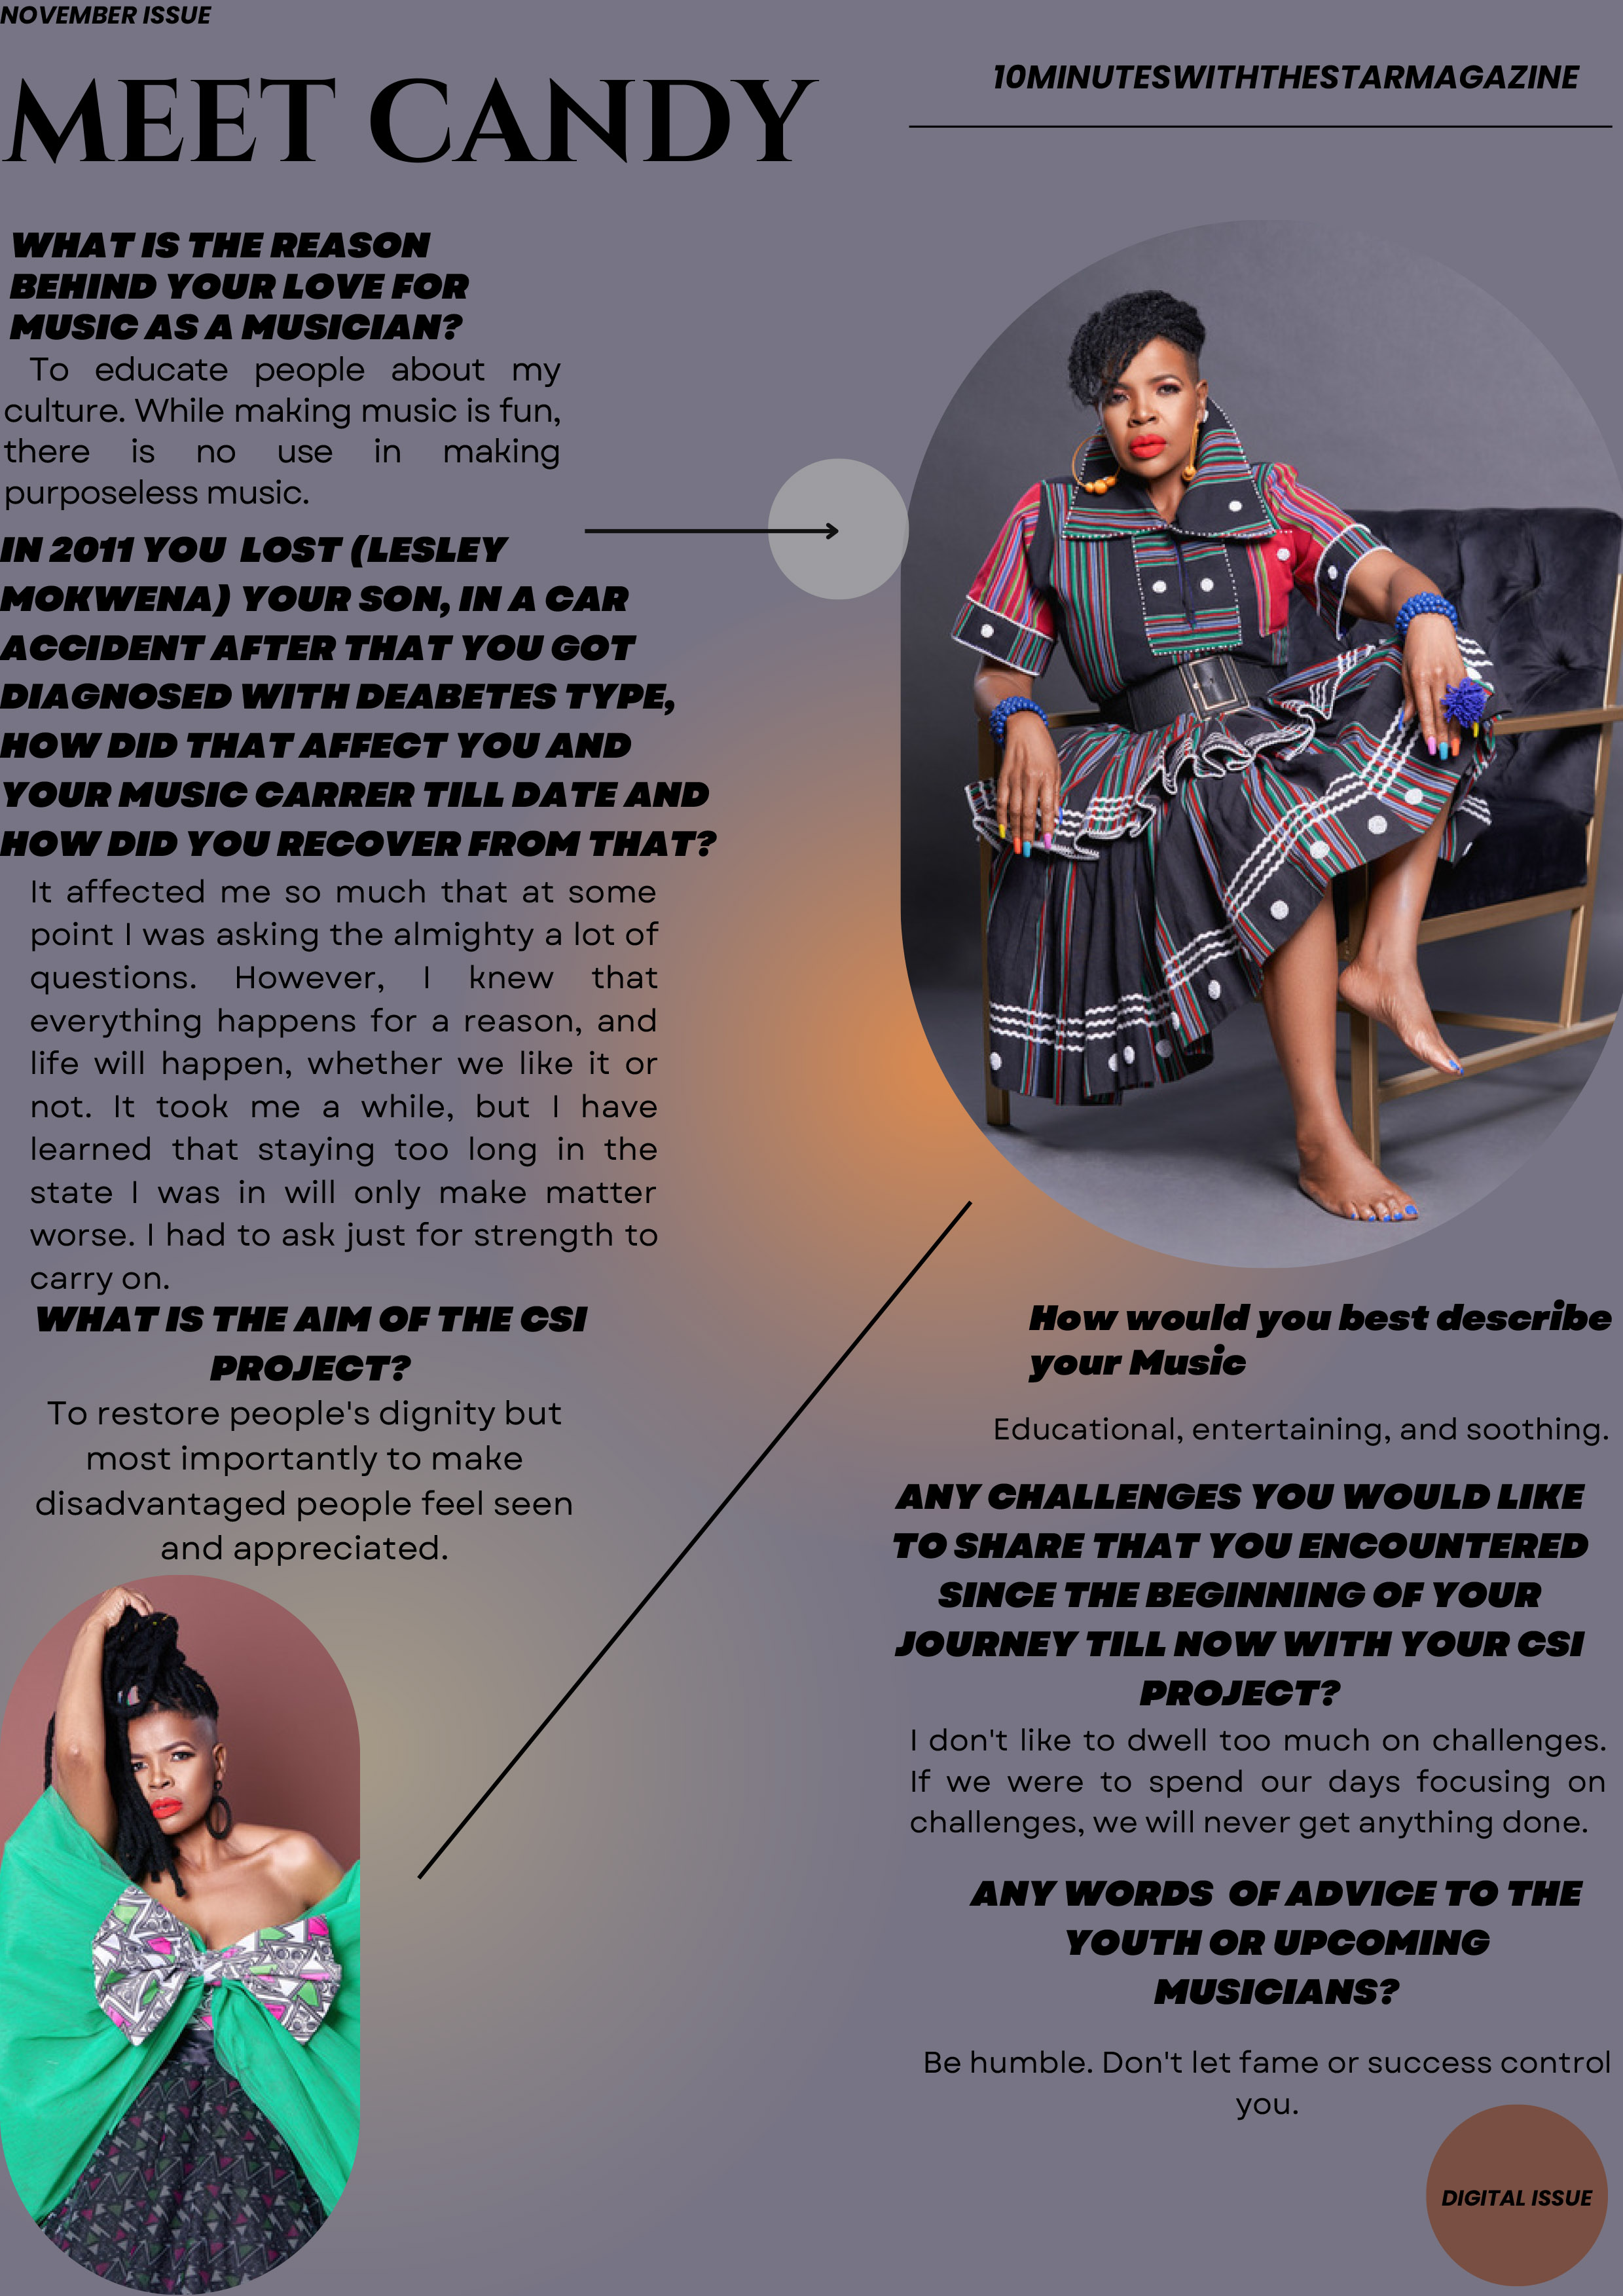 NOVEMBER ISSUE
MEET CANDY
10MINUTESWITHTHESTARMAGAZINE
WHAT IS THE REASON
BEHIND YOUR LOVE FOR
MUSIC AS A MUSICIAN?
To educate people about my
culture. While making music is fun,
there is no use in making
purposeless music.
IN 2011 YOU LOST (LESLEY
MOKWENA) YOUR SON, IN A CAR
ACCIDENT AFTER THAT YOU GOT
DIAGNOSED WITH DEABETES TYPE,
HOW DID THAT AFFECT YOU AND
YOUR MUSIC CARRER TILL DATE AND
HOW DID YOU RECOVER FROM THAT?
It affected me so much that at some
point I was asking the almighty a lot of
questions. However, I knew that
everything happens for a reason, and
life will happen, whether we like it or
not. It took me a while, but I have
learned that staying too long in the
state I was in will only make matter
worse. I had to ask just for strength to
carry on.
WHAT IS THE AIM OF THE CSI
PROJECT?
To restore people's dignity but
most importantly to make
disadvantaged people feel seen
and appreciated.
How would you best describe
your Music
Educational, entertaining, and soothing.
ANY CHALLENGES YOU WOULD LIKE
TO SHARE THAT YOU ENCOUNTERED
SINCE THE BEGINNING OF YOUR
JOURNEY TILL NOW WITH YOUR CSI
PROJECT?
I don't like to dwell too much on challenges.
If we were to spend our days focusing on
challenges, we will never get anything done.
ANY WORDS OF ADVICE TO THE
YOUTH OR UPCOMING
MUSICIANS?
Be humble. Don't let fame or success control
you.
DIGITAL ISSUE